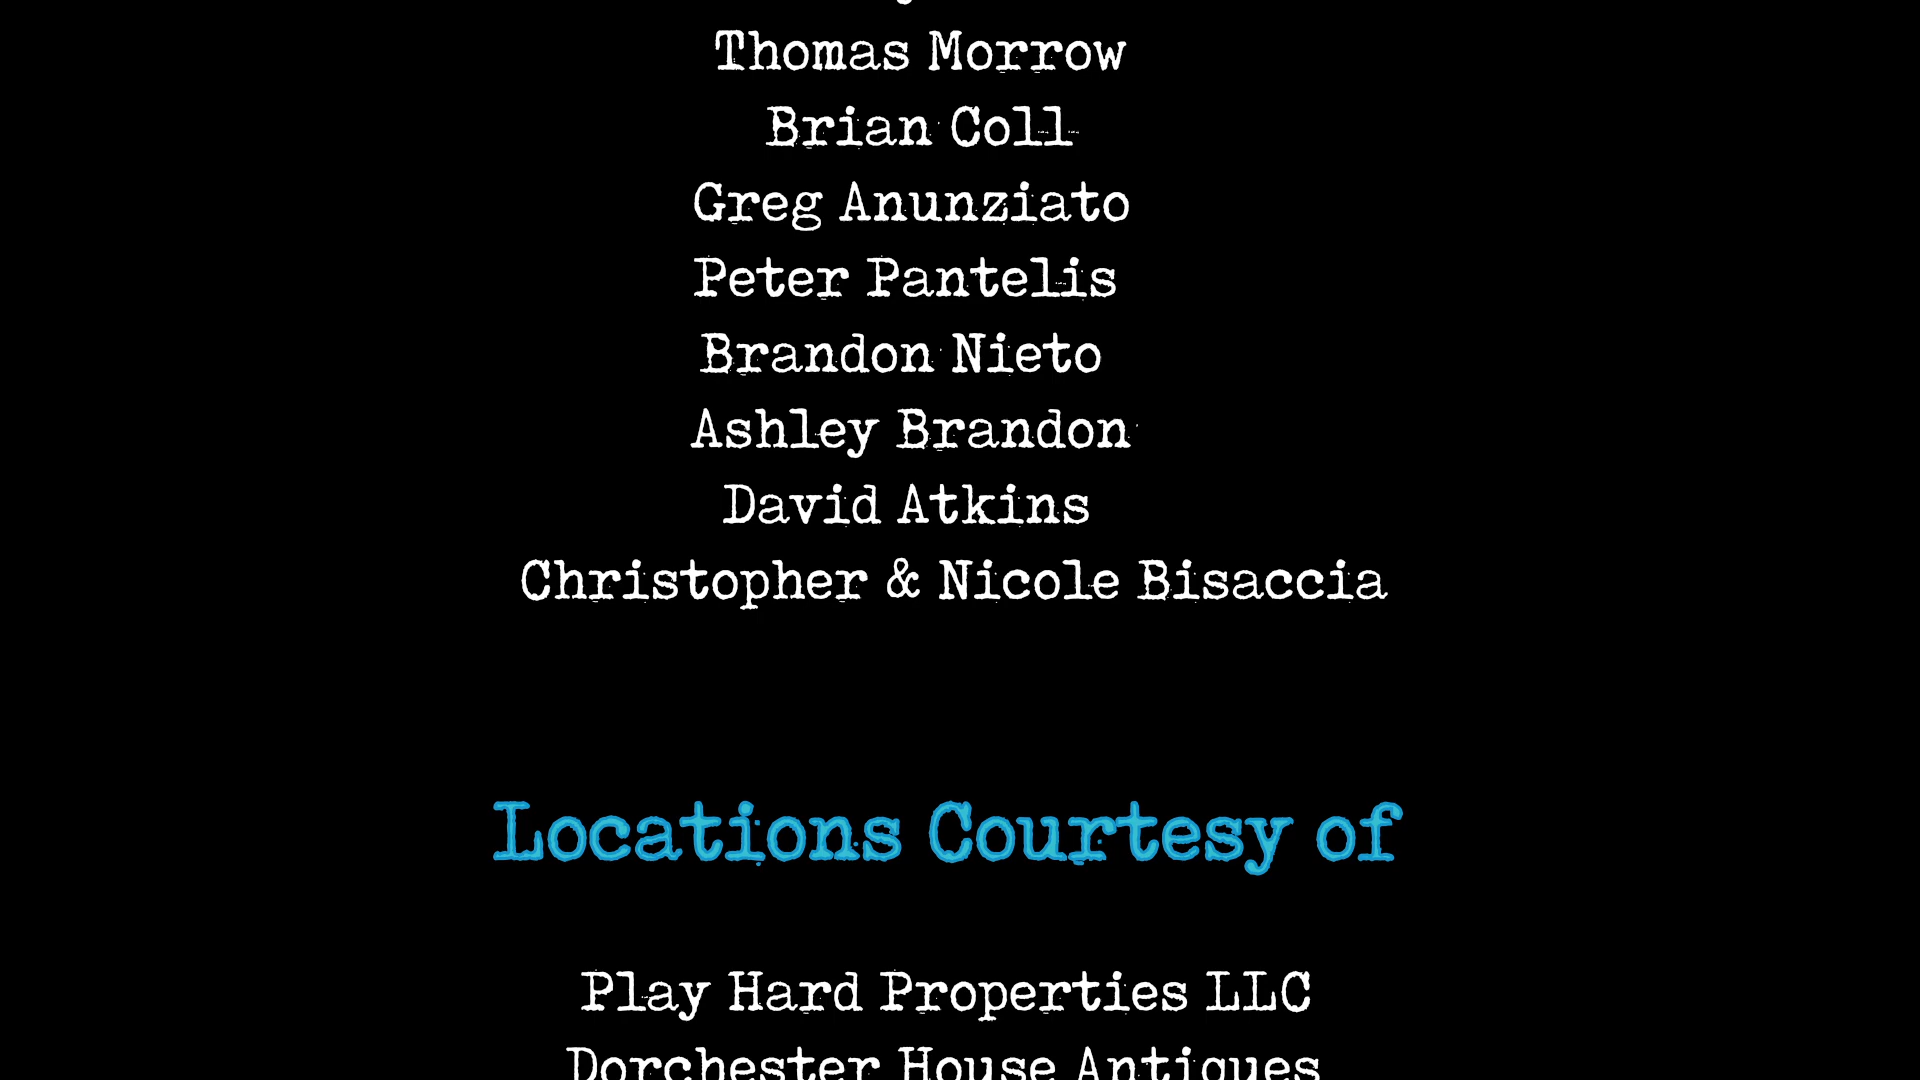 Thomas Morrow
Brian Coll
Greg Anunziato
Peter Pantelis
Brandon Nieto
Ashley Brandon
David Atkins
Christopher & Nicole Bisaccia
Locations Courtesy of
Play Hard Properties LLC
Dorchester House Antiques